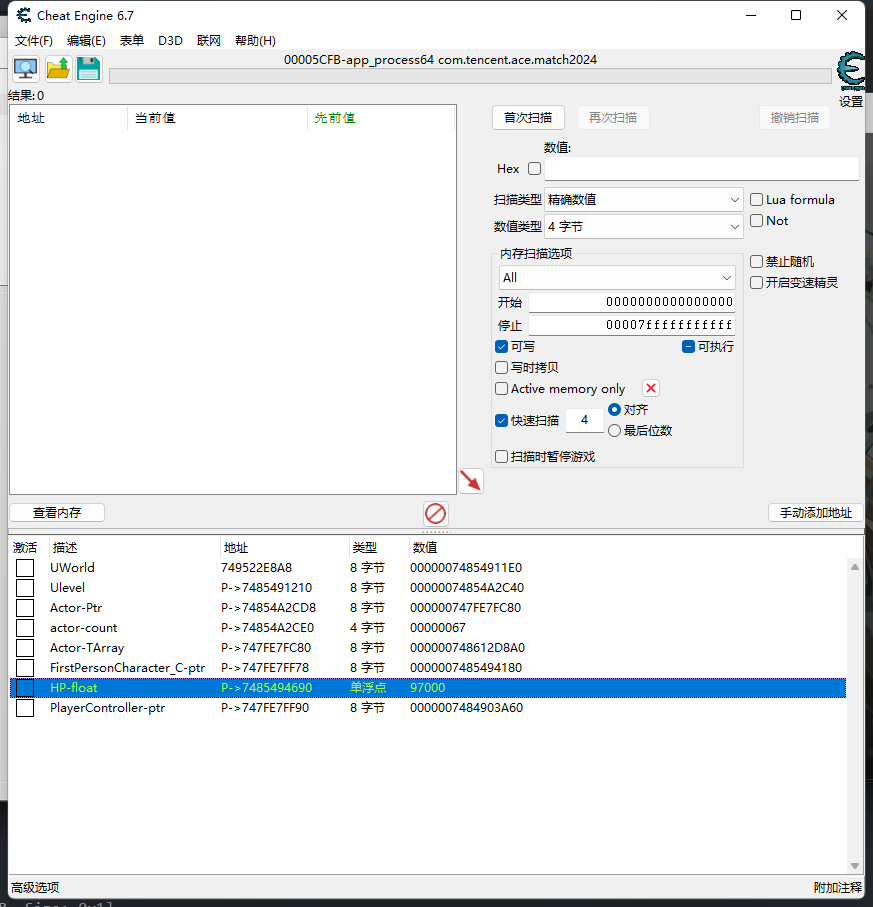 Cheat Engine 6.7
文件(F) 编辑(E) 表单 D3D 联网 帮助(H)
00005CFB-app_process64 com.tencent.ace.match2024
设置
结果: 0
地址 当前值 先前值
首次扫描 再次扫描 撤销扫描
数值:
Hex
扫描类型 精确数值 Lua formula
数值类型 4 字节 Not
内存扫描选项
All
禁止随机
开启变速精灵
开始 0000000000000000
停止 00007fffffffffff
可写 可执行
写时拷贝
Active memory only
快速扫描 4 对齐
最后位数
扫描时暂停游戏
查看内存 手动添加地址
激活 描述 地址 类型 数值
UWorld 749522E8A8 8 字节 00000074854911E0
Ulevel P->7485491210 8 字节 00000074854A2C40
Actor-Ptr P->74854A2CD8 8 字节 000000747FE7FC80
actor-count P->74854A2CE0 4 字节 00000067
Actor-TArray P->747FE7FC80 8 字节 000000748612D8A0
FirstPersonCharacter_C-ptr P->747FE7FF78 8 字节 0000007485494180
HP-float P->7485494690 单浮点 97000
PlayerController-ptr P->747FE7FF90 8 字节 0000007484903A60
高级选项 附加注释